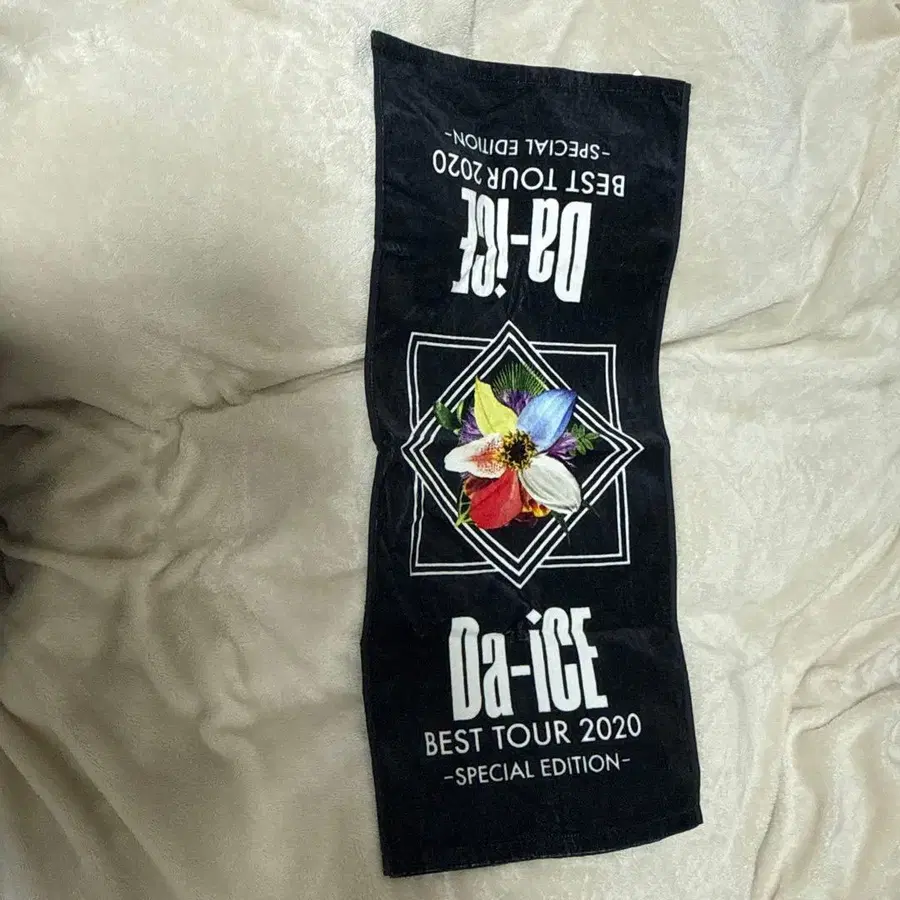 -SPECIAL EDITION-
BEST TOUR 2020
Da-iCE
Da-iCE
BEST TOUR 2020
-SPECIAL EDITION-